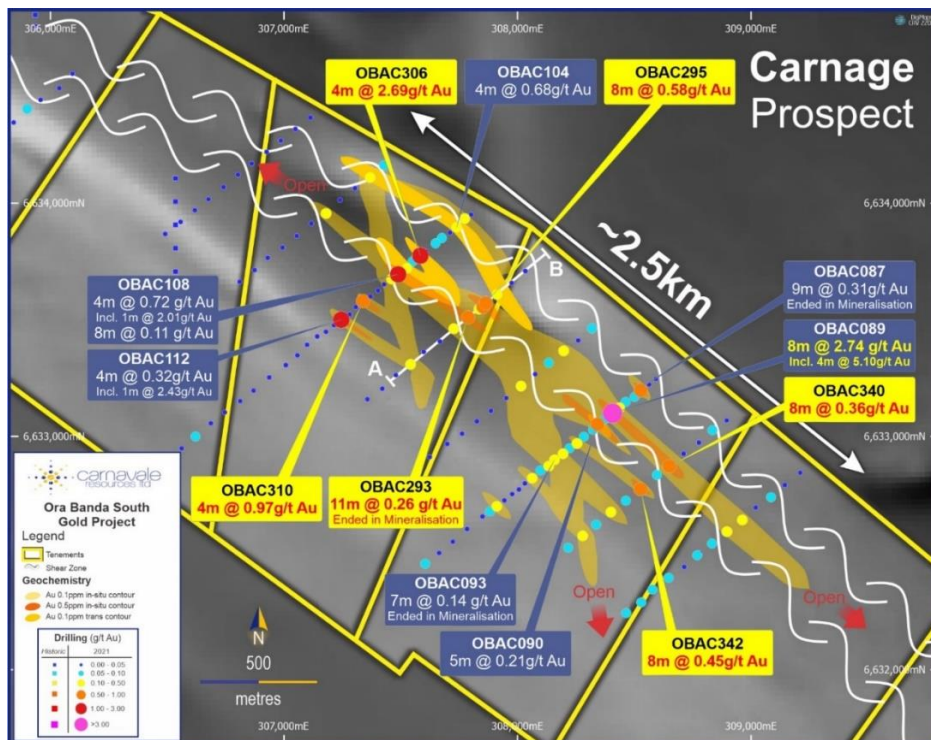 306,000mE
307,000mE
308,000mE
309,000mE
Carnage
Prospect
OBAC306
4m @ 2.69g/t Au
OBAC104
4m @ 0.68g/t Au
OBAC295
8m @ 0.58g/t Au
Open
6,634,000mN
6,634,000mN
~2.5km
B
A
OBAC108
4m @ 0.72 g/t Au
Incl. 1m @ 2.01g/t Au
8m @ 0.11 g/t Au
OBAC112
4m @ 0.32g/t Au
Incl. 1m @ 2.43g/t Au
OBAC087
9m @ 0.31g/t Au
Ended in Mineralisation
OBAC089
8m @ 2.74 g/t Au
Incl. 4m @ 5.10g/t Au
OBAC340
8m @ 0.36g/t Au
6,633,000mN
OBAC310
4m @ 0.97g/t Au
OBAC293
11m @ 0.26 g/t Au
Ended in Mineralisation
carnavale
resources ltd
Ora Banda South
Gold Project
Legend
Tenements
Shear Zone
Geochemistry
Au 0.1ppm in-situ contour
Au 0.5ppm in-situ contour
Au 0.1ppm trans contour
Drilling (g/t Au)
Historic
2021
0.00 - 0.05
0.05 - 0.10
0.10 - 0.50
0.50 - 1.00
1.00 - 3.00
>3.00
N
500
metres
OBAC093
7m @ 0.14 g/t Au
Ended in Mineralisation
OBAC090
5m @ 0.21g/t Au
Open
OBAC342
8m @ 0.45g/t Au
Open
6,632,000mN
307,000mE
308,000mE
309,000mE